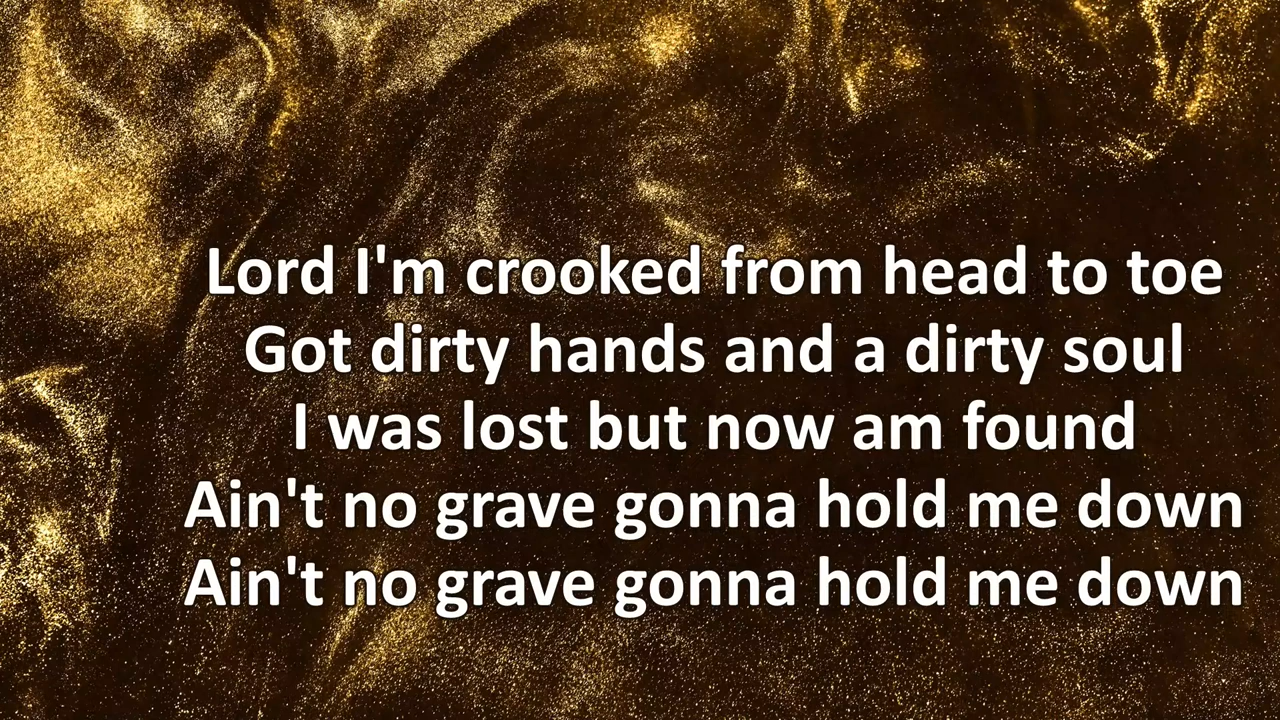 Lord I'm crooked from head to toe
Got dirty hands and a dirty soul
I was lost but now am found
Ain't no grave gonna hold me down
Ain't no grave gonna hold me down